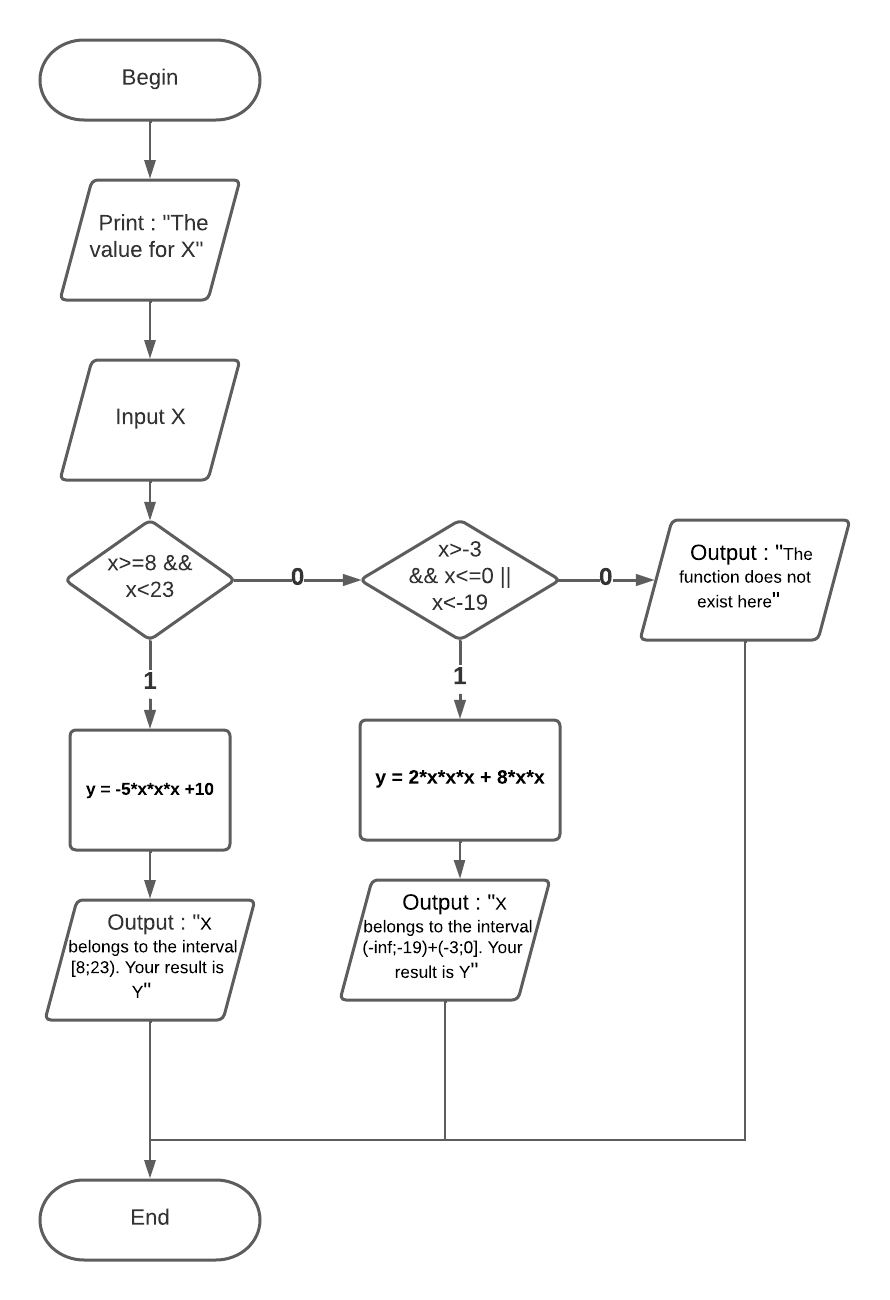 Begin
Print : "The
value for X"
Input X
x>=8 &&
x<23
0
x>-3
&& x<=0 ||
x<-19
0
Output : "The
function does not
exist here"
1
1
y = -5*x*x*x +10
y = 2*x*x*x + 8*x*x
Output : "x
belongs to the interval
[8;23). Your result is
Y"
Output : "x
belongs to the interval
(-inf;-19)+(-3;0]. Your
result is Y"
End